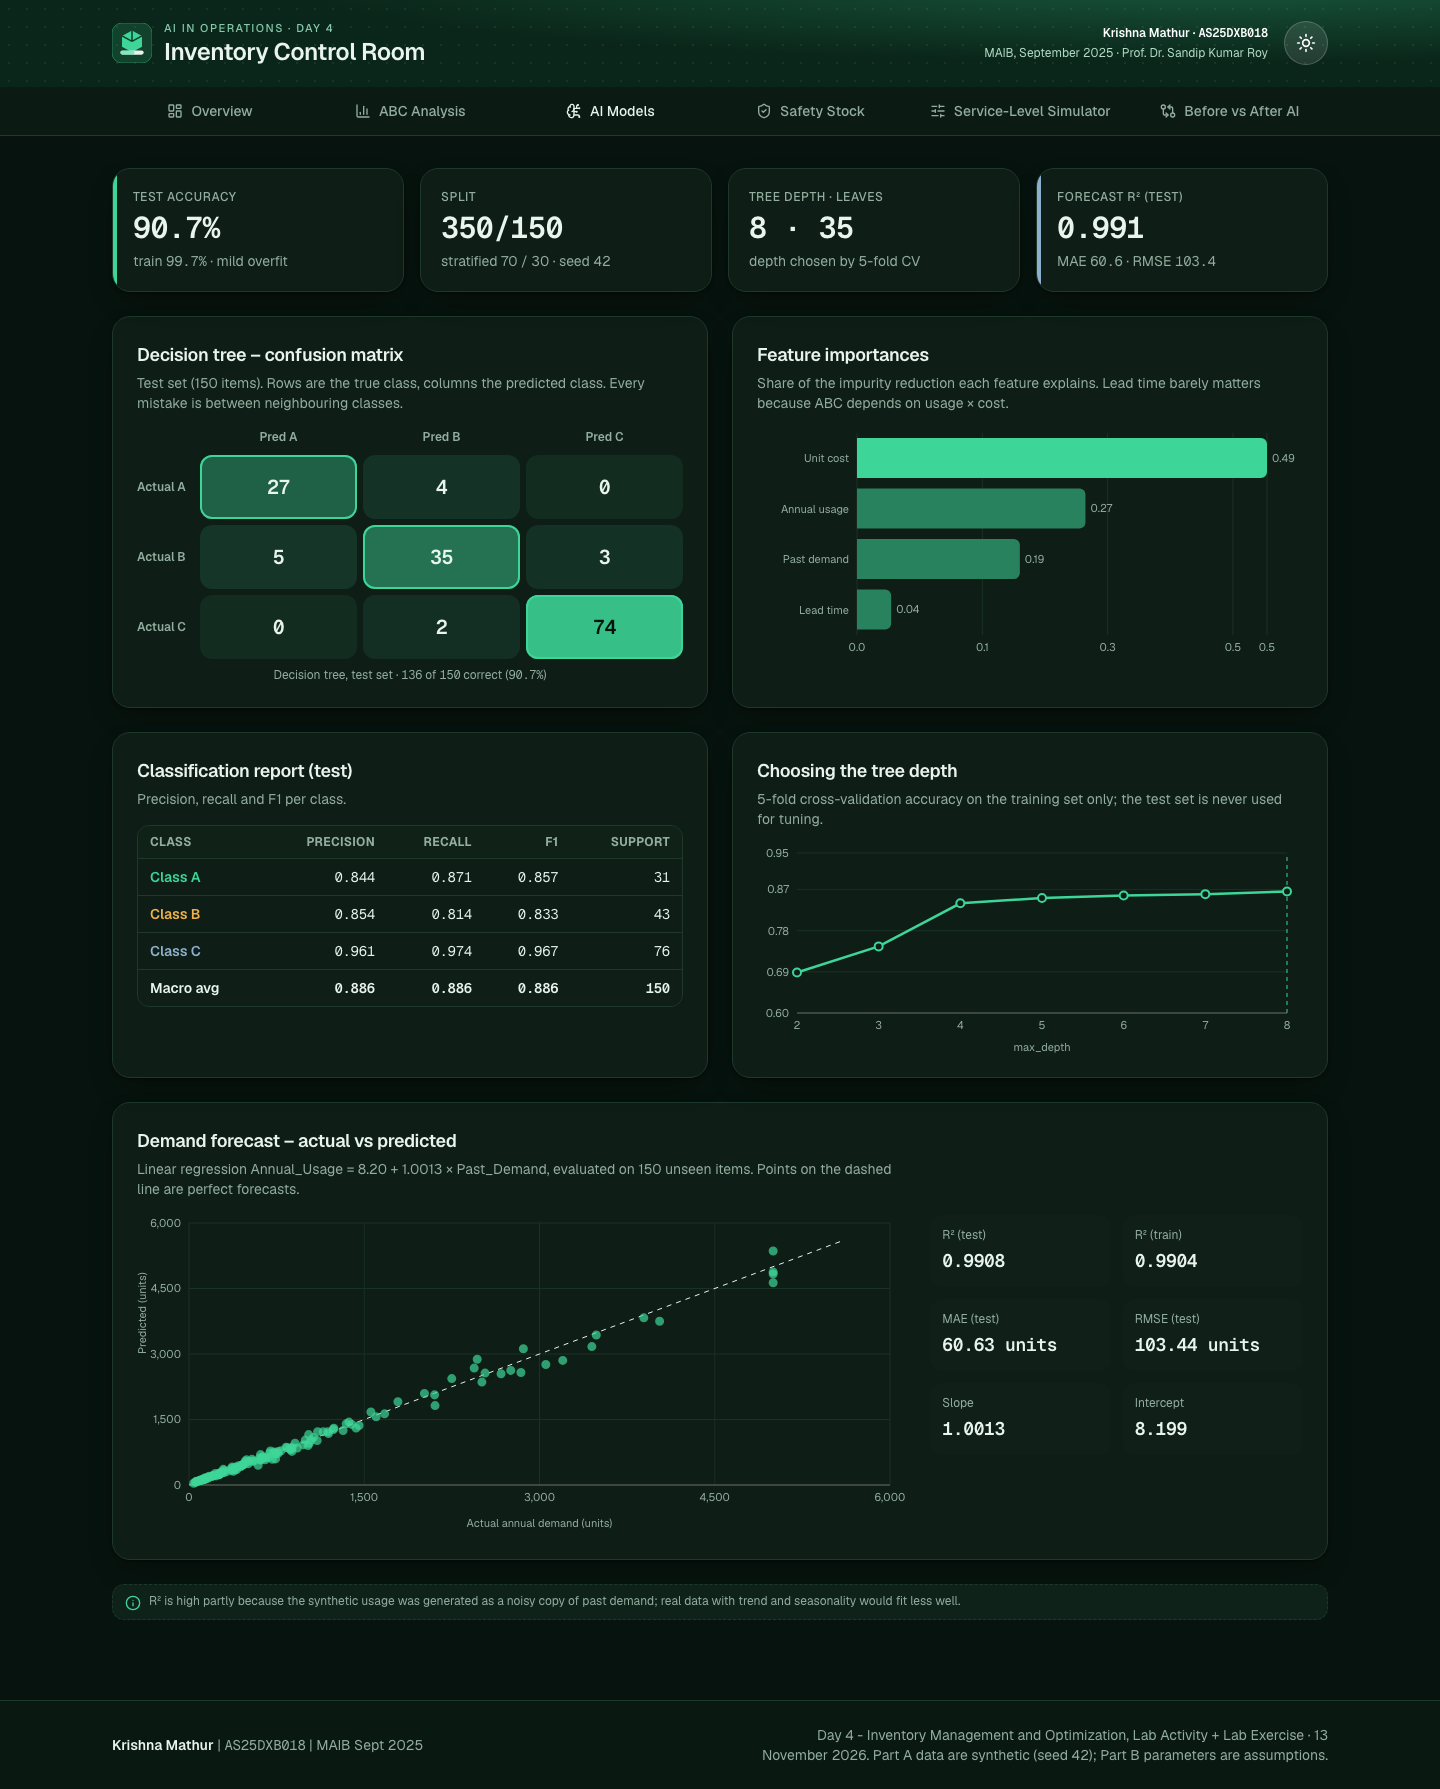 AI IN OPERATIONS · DAY 4
Inventory Control Room
Krishna Mathur · AS25DXB018
MAIB, September 2025 · Prof. Dr. Sandip Kumar Roy
Overview
ABC Analysis
AI Models
Safety Stock
Service-Level Simulator
Before vs After AI
TEST ACCURACY
90.7%
train 99.7% · mild overfit
SPLIT
350/150
stratified 70 / 30 · seed 42
TREE DEPTH · LEAVES
8 · 35
depth chosen by 5-fold CV
FORECAST R² (TEST)
0.991
MAE 60.6 · RMSE 103.4
Decision tree – confusion matrix
Test set (150 items). Rows are the true class, columns the predicted class. Every
mistake is between neighbouring classes.
Pred A Pred B Pred C
Actual A 27 4 0
Actual B 5 35 3
Actual C 0 2 74
Decision tree, test set · 136 of 150 correct (90.7%)
Feature importances
Share of the impurity reduction each feature explains. Lead time barely matters
because ABC depends on usage × cost.
Unit cost 0.49
Annual usage 0.27
Past demand 0.19
Lead time 0.04
0.0 0.1 0.3 0.5 0.5
Classification report (test)
Precision, recall and F1 per class.
CLASS PRECISION RECALL F1 SUPPORT
Class A 0.844 0.871 0.857 31
Class B 0.854 0.814 0.833 43
Class C 0.961 0.974 0.967 76
Macro avg 0.886 0.886 0.886 150
Choosing the tree depth
5-fold cross-validation accuracy on the training set only; the test set is never used
for tuning.
0.95
0.87
0.78
0.69
0.60
2 3 4 5 6 7 8
max_depth
Demand forecast – actual vs predicted
Linear regression Annual_Usage = 8.20 + 1.0013 × Past_Demand, evaluated on 150 unseen items. Points on the dashed
line are perfect forecasts.
Predicted (units)
6,000
4,500
3,000
1,500
0
0 1,500 3,000 4,500 6,000
Actual annual demand (units)
R² (test)
0.9908
R² (train)
0.9904
MAE (test)
60.63 units
RMSE (test)
103.44 units
Slope
1.0013
Intercept
8.199
R² is high partly because the synthetic usage was generated as a noisy copy of past demand; real data with trend and seasonality would fit less well.
Krishna Mathur | AS25DXB018 | MAIB Sept 2025
Day 4 - Inventory Management and Optimization, Lab Activity + Lab Exercise · 13
November 2026. Part A data are synthetic (seed 42); Part B parameters are assumptions.